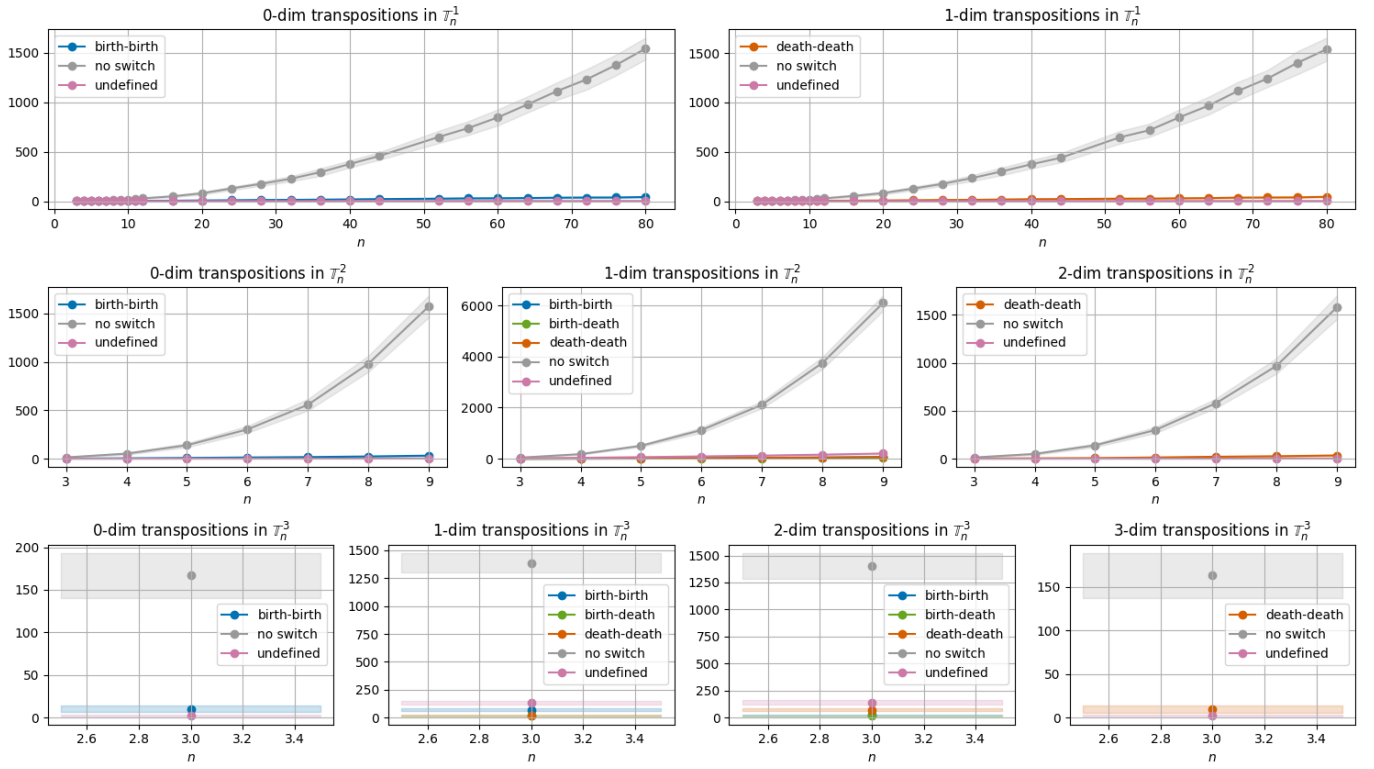 0-dim transpositions in 𝕋ₙ¹
1500
1000
500
0
birth-birth
no switch
undefined
0 10 20 30 40 50 60 70 80
n
1-dim transpositions in 𝕋ₙ¹
1500
1000
500
0
death-death
no switch
undefined
0 10 20 30 40 50 60 70 80
n
0-dim transpositions in 𝕋ₙ²
1500
1000
500
0
birth-birth
no switch
undefined
3 4 5 6 7 8 9
n
1-dim transpositions in 𝕋ₙ²
6000
4000
2000
0
birth-birth
birth-death
death-death
no switch
undefined
3 4 5 6 7 8 9
n
2-dim transpositions in 𝕋ₙ²
1500
1000
500
0
death-death
no switch
undefined
3 4 5 6 7 8 9
n
0-dim transpositions in 𝕋ₙ³
200
150
100
50
0
birth-birth
no switch
undefined
2.6 2.8 3.0 3.2 3.4
n
1-dim transpositions in 𝕋ₙ³
1500
1250
1000
750
500
250
0
birth-birth
birth-death
death-death
no switch
undefined
2.6 2.8 3.0 3.2 3.4
n
2-dim transpositions in 𝕋ₙ³
1500
1250
1000
750
500
250
0
birth-birth
birth-death
death-death
no switch
undefined
2.6 2.8 3.0 3.2 3.4
n
3-dim transpositions in 𝕋ₙ³
150
100
50
0
death-death
no switch
undefined
2.6 2.8 3.0 3.2 3.4
n